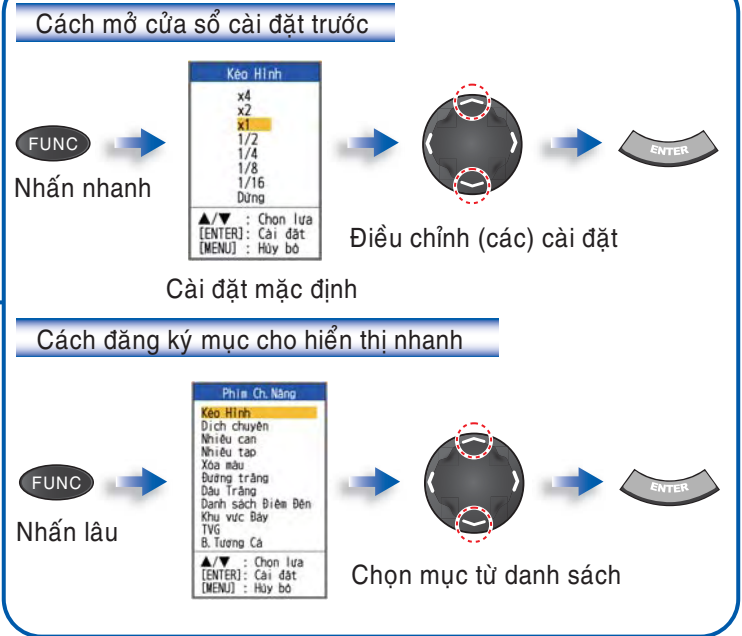 Cách mở cửa sổ cài đặt trước
FUNC
Nhấn nhanh
Kéo Hình
x4
x2
x1
1/2
1/4
1/8
1/16
Dừng
▲/▼ : Chọn lựa
[ENTER]: Cài đặt
[MENU] : Hủy bỏ
Cài đặt mặc định
Điều chỉnh (các) cài đặt
ENTER
Cách đăng ký mục cho hiển thị nhanh
FUNC
Nhấn lâu
Phím Ch.Năng
Kéo Hình
Dịch chuyển
Nhiễu can
Nhiễu tạp
Xóa màu
Đường trắng
Dấu Trắng
Danh sách Điểm Đến
Khu vực Đáy
TVG
B.Tượng Cá
▲/▼ : Chọn lựa
[ENTER]: Cài đặt
[MENU] : Hủy bỏ
Chọn mục từ danh sách
ENTER